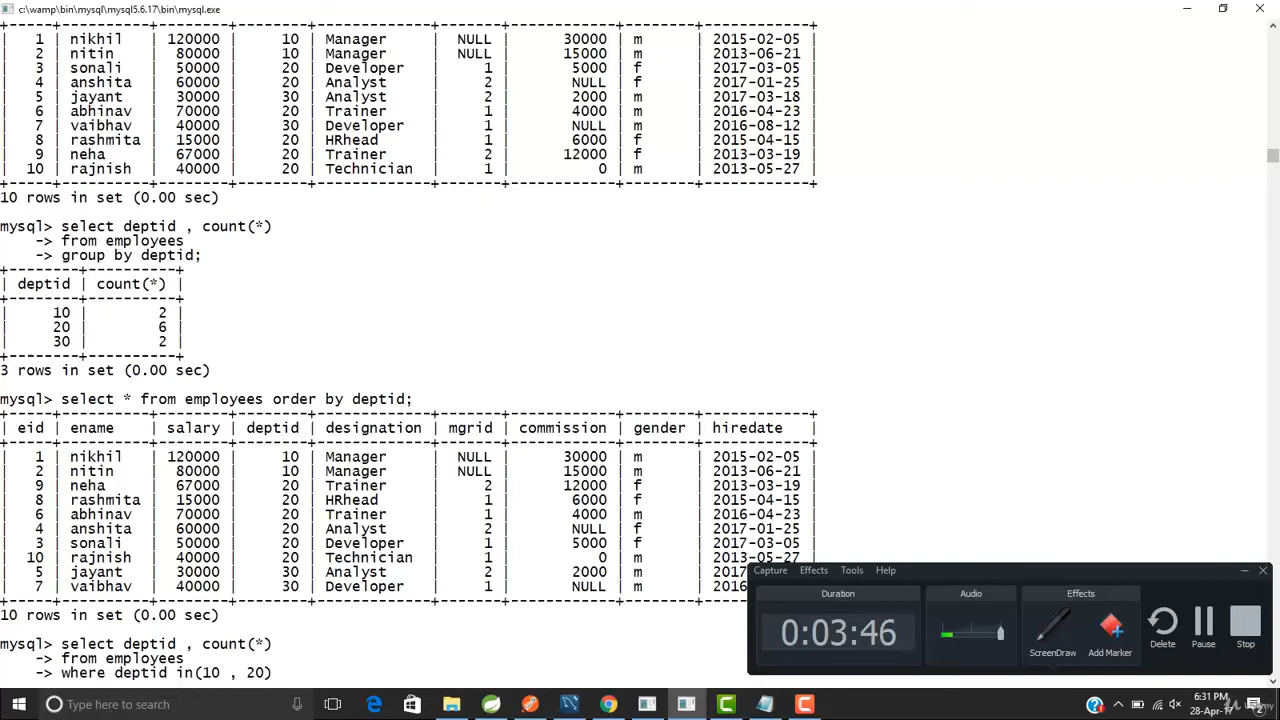 c:\wamp\bin\mysql\mysql5.6.17\bin\mysql.exe
+--------+----------+---------+---------+--------------+--------+-------------+---------+-------------+
| 1 | nikhil | 120000 | 10 | Manager | NULL | 30000 | m | 2015-02-05 |
| 2 | nitin | 80000 | 10 | Manager | NULL | 15000 | m | 2013-06-21 |
| 3 | sonali | 50000 | 20 | Developer | 1 | 5000 | f | 2017-03-05 |
| 4 | anshita | 60000 | 20 | Analyst | 2 | NULL | f | 2017-01-25 |
| 5 | jayant | 30000 | 30 | Analyst | 2 | 2000 | m | 2017-03-18 |
| 6 | abhinav | 70000 | 20 | Trainer | 1 | 4000 | m | 2016-04-23 |
| 7 | vaibhav | 40000 | 30 | Developer | 1 | NULL | m | 2016-08-12 |
| 8 | rashmita | 15000 | 20 | HRhead | 1 | 6000 | f | 2015-04-15 |
| 9 | neha | 67000 | 20 | Trainer | 2 | 12000 | f | 2013-03-19 |
| 10 | rajnish | 40000 | 20 | Technician | 1 | 0 | m | 2013-05-27 |
10 rows in set (0.00 sec)
mysql> select deptid , count(*)
-> from employees
-> group by deptid;
| deptid | count(*) |
| 10 | 2 |
| 20 | 6 |
| 30 | 2 |
3 rows in set (0.00 sec)
mysql> select * from employees order by deptid;
| eid | ename | salary | deptid | designation | mgrid | commission | gender | hiredate |
| 1 | nikhil | 120000 | 10 | Manager | NULL | 30000 | m | 2015-02-05 |
| 2 | nitin | 80000 | 10 | Manager | NULL | 15000 | m | 2013-06-21 |
| 9 | neha | 67000 | 20 | Trainer | 2 | 12000 | f | 2013-03-19 |
| 8 | rashmita | 15000 | 20 | HRhead | 1 | 6000 | f | 2015-04-15 |
| 6 | abhinav | 70000 | 20 | Trainer | 1 | 4000 | m | 2016-04-23 |
| 4 | anshita | 60000 | 20 | Analyst | 2 | NULL | f | 2017-01-25 |
| 3 | sonali | 50000 | 20 | Developer | 1 | 5000 | f | 2017-03-05 |
| 10 | rajnish | 40000 | 20 | Technician | 1 | 0 | m | 2013-05-27 |
| 5 | jayant | 30000 | 30 | Analyst | 2 | 2000 | m | 2017
| 7 | vaibhav | 40000 | 30 | Developer | 1 | NULL | m | 2016
10 rows in set (0.00 sec)
mysql> select deptid , count(*)
-> from employees
-> where deptid in(10 , 20)
Capture Effects Tools Help
Duration Audio Effects
0:03:46
ScreenDraw Add Marker Delete Pause Stop
Type here to search
6:31 PM
28-Apr-17